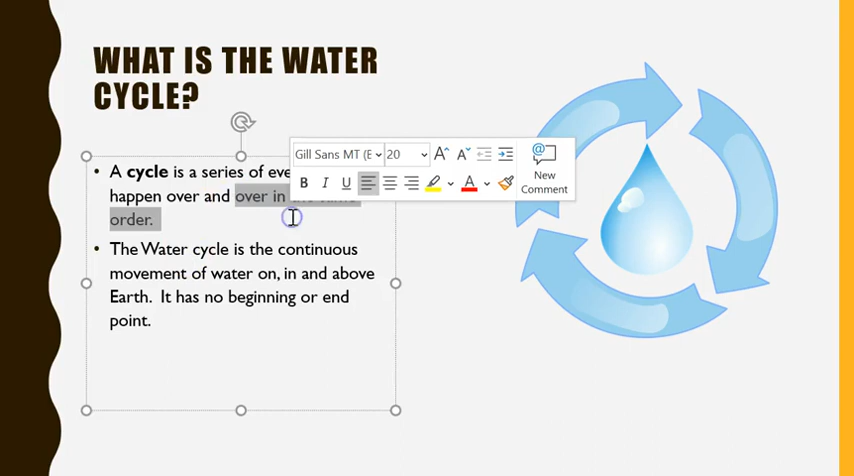 WHAT IS THE WATER
CYCLE?
Gill Sans MT (E
20
A A
B I U A
New
Comment
• A cycle is a series of eve
happen over and over in
order.
• The Water cycle is the continuous
movement of water on, in and above
Earth. It has no beginning or end
point.